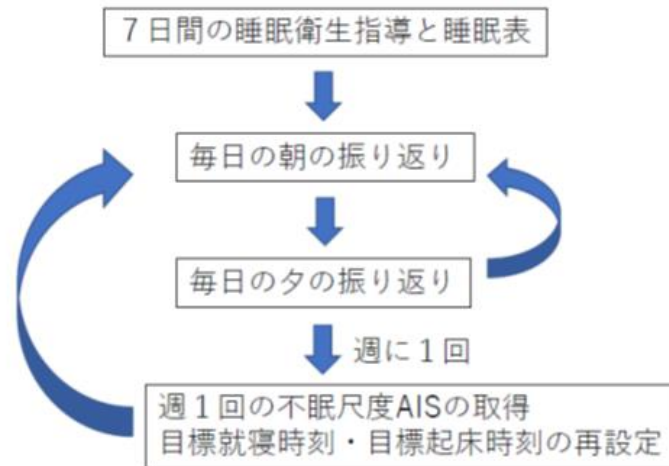 7日間の睡眠衛生指導と睡眠表
毎日の朝の振り返り
毎日の夕の振り返り
週に1回
週1回の不眠尺度AISの取得
目標就寝時刻・目標起床時刻の再設定